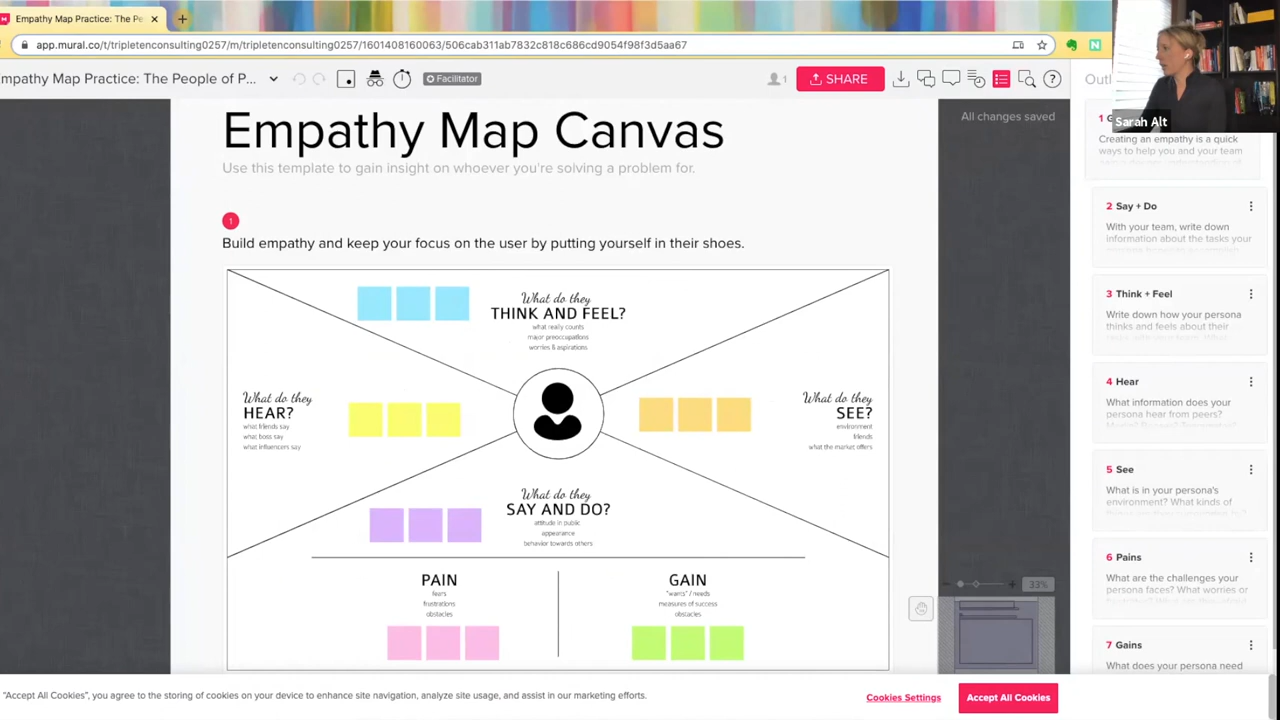 Empathy Map Practice: The Pe
app.mural.co/t/tripletenconsulting0257/m/tripletenconsulting0257/1601408160063/506cab311ab7832c818c686cd9054f98f3d5aa67
mpathy Map Practice: The People of P...
Facilitator
1
SHARE
Outl
Sarah Alt
Empathy Map Canvas
Use this template to gain insight on whoever you're solving a problem for.
All changes saved
1
Build empathy and keep your focus on the user by putting yourself in their shoes.
What do they
THINK AND FEEL?
what really counts
major preoccupations
worries & aspirations
What do they
HEAR?
what friends say
what boss say
what influencers say
What do they
SEE?
environment
friends
what the market offers
What do they
SAY AND DO?
attitude in public
appearance
behavior towards others
PAIN
fears
frustrations
obstacles
GAIN
"wants" / needs
measures of success
obstacles
33%
1 G
Creating an empathy is a quick
ways to help you and your team
2 Say + Do
With your team, write down
information about the tasks your
3 Think + Feel
Write down how your persona
thinks and feels about their
4 Hear
What information does your
persona hear from peers?
5 See
What is in your persona's
environment? What kinds of
6 Pains
What are the challenges your
persona faces? What worries or
7 Gains
What does your persona need
"Accept All Cookies", you agree to the storing of cookies on your device to enhance site navigation, analyze site usage, and assist in our marketing efforts.
Cookies Settings
Accept All Cookies